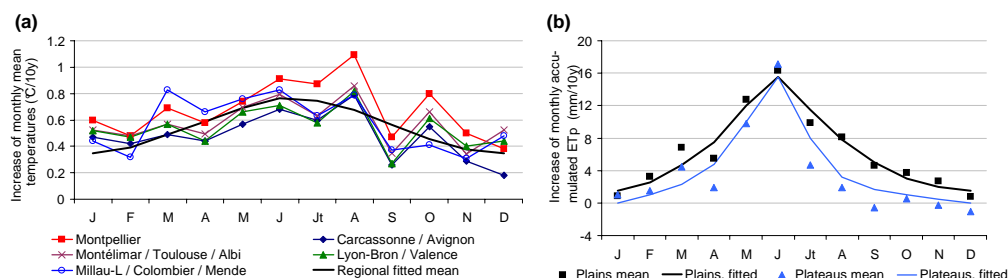 (a)
Increase of monthly mean
temperatures (°C/10y)
1.2
1
0.8
0.6
0.4
0.2
0
J F M A M J Jt A S O N D
Montpellier
Carcassonne / Avignon
Montélimar / Toulouse / Albi
Lyon-Bron / Valence
Millau-L / Colombier / Mende
Regional fitted mean
(b)
Increase of monthly accu-
mulated ETp (mm/10y)
20
16
12
8
4
0
-4
J F M A M J Jt A S O N D
Plains mean
Plains, fitted
Plateaus mean
Plateaus, fitted